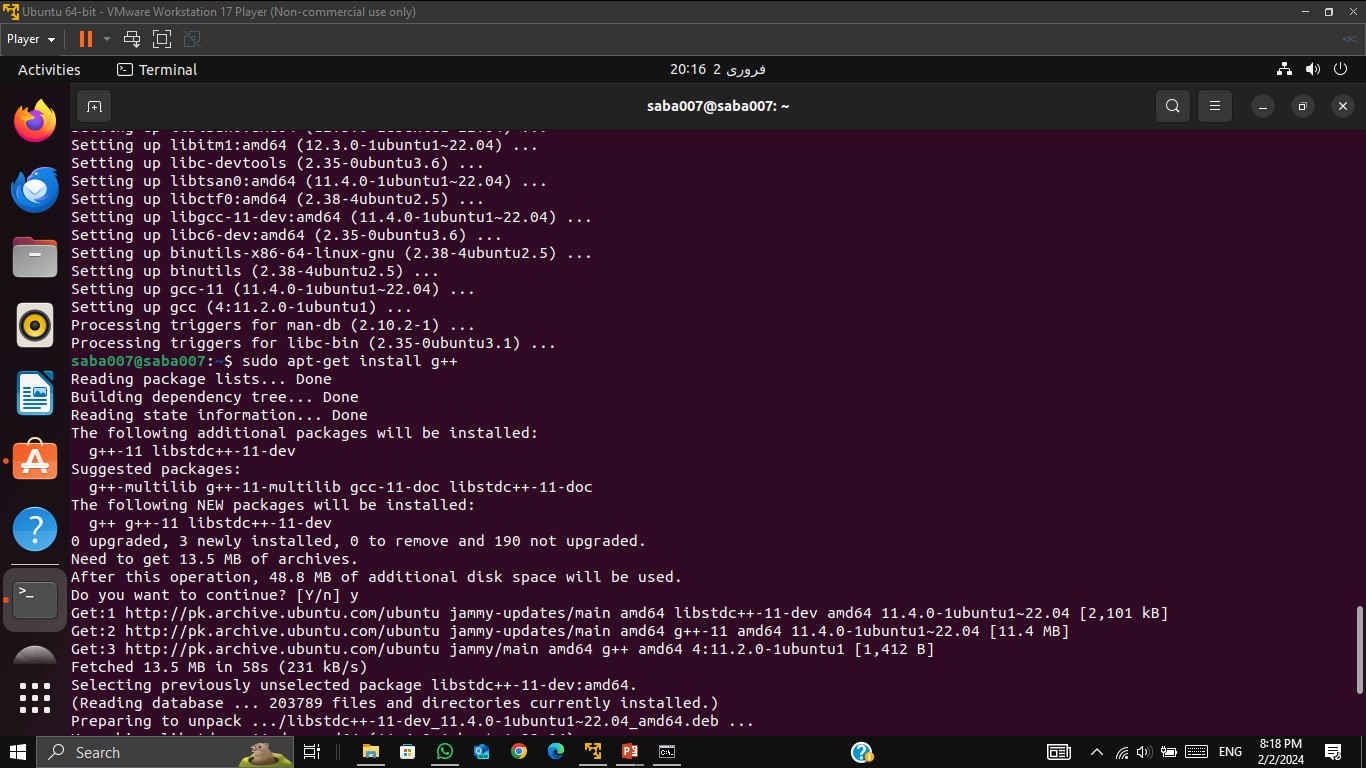 Ubuntu 64-bit - VMware Workstation 17 Player (Non-commercial use only)
Player
Activities
Terminal
20:16 2 فروری
saba007@saba007: ~
Setting up libitm1:amd64 (12.3.0-1ubuntu1~22.04) ...
Setting up libc-devtools (2.35-0ubuntu3.6) ...
Setting up libtsan0:amd64 (11.4.0-1ubuntu1~22.04) ...
Setting up libctf0:amd64 (2.38-4ubuntu2.5) ...
Setting up libgcc-11-dev:amd64 (11.4.0-1ubuntu1~22.04) ...
Setting up libc6-dev:amd64 (2.35-0ubuntu3.6) ...
Setting up binutils-x86-64-linux-gnu (2.38-4ubuntu2.5) ...
Setting up binutils (2.38-4ubuntu2.5) ...
Setting up gcc-11 (11.4.0-1ubuntu1~22.04) ...
Setting up gcc (4:11.2.0-1ubuntu1) ...
Processing triggers for man-db (2.10.2-1) ...
Processing triggers for libc-bin (2.35-0ubuntu3.1) ...
saba007@saba007:~$ sudo apt-get install g++
Reading package lists... Done
Building dependency tree... Done
Reading state information... Done
The following additional packages will be installed:
  g++-11 libstdc++-11-dev
Suggested packages:
  g++-multilib g++-11-multilib gcc-11-doc libstdc++-11-doc
The following NEW packages will be installed:
  g++ g++-11 libstdc++-11-dev
0 upgraded, 3 newly installed, 0 to remove and 190 not upgraded.
Need to get 13.5 MB of archives.
After this operation, 48.8 MB of additional disk space will be used.
Do you want to continue? [Y/n] y
Get:1 http://pk.archive.ubuntu.com/ubuntu jammy-updates/main amd64 libstdc++-11-dev amd64 11.4.0-1ubuntu1~22.04 [2,101 kB]
Get:2 http://pk.archive.ubuntu.com/ubuntu jammy-updates/main amd64 g++-11 amd64 11.4.0-1ubuntu1~22.04 [11.4 MB]
Get:3 http://pk.archive.ubuntu.com/ubuntu jammy/main amd64 g++ amd64 4:11.2.0-1ubuntu1 [1,412 B]
Fetched 13.5 MB in 58s (231 kB/s)
Selecting previously unselected package libstdc++-11-dev:amd64.
(Reading database ... 203789 files and directories currently installed.)
Preparing to unpack .../libstdc++-11-dev_11.4.0-1ubuntu1~22.04_amd64.deb ...
Search
ENG
8:18 PM
2/2/2024